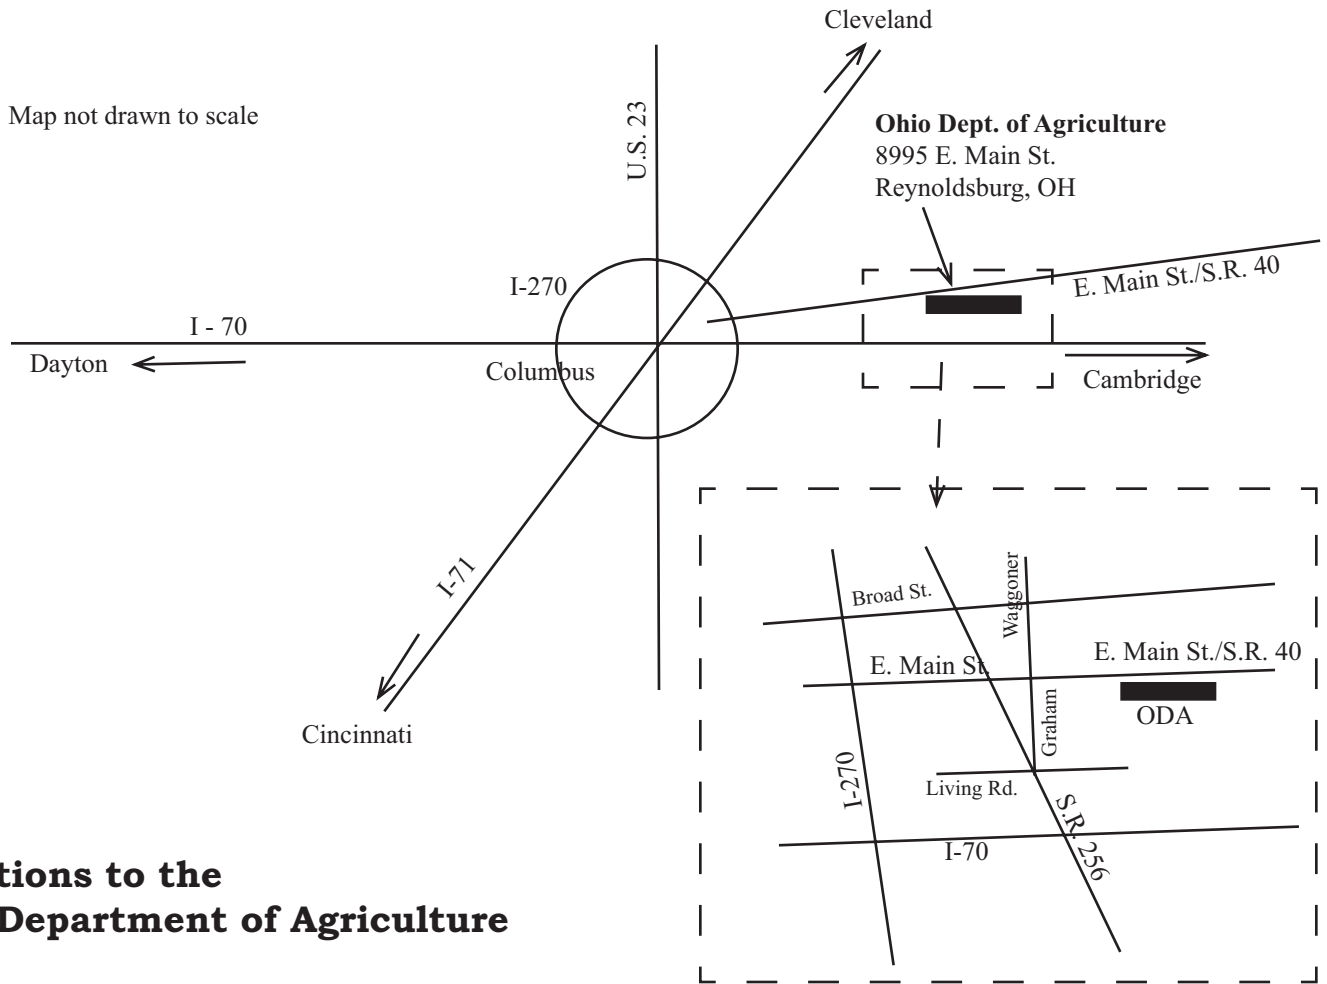 Cleveland
Map not drawn to scale
U.S. 23
Ohio Dept. of Agriculture
8995 E. Main St.
Reynoldsburg, OH
I-270
E. Main St./S.R. 40
I - 70
Dayton
Columbus
Cambridge
I-71
Cincinnati
Waggoner
Broad St.
E. Main St.
E. Main St./S.R. 40
ODA
Graham
I-270
Living Rd.
S.R. 256
I-70
tions to the
Department of Agriculture